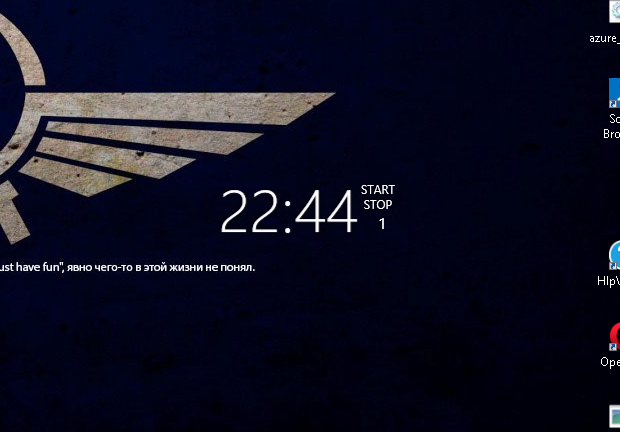 azure_
So
Bro
22:44
START
STOP
1
ust have fun", явно чего-то в этой жизни не понял.
Hlp\
Ope